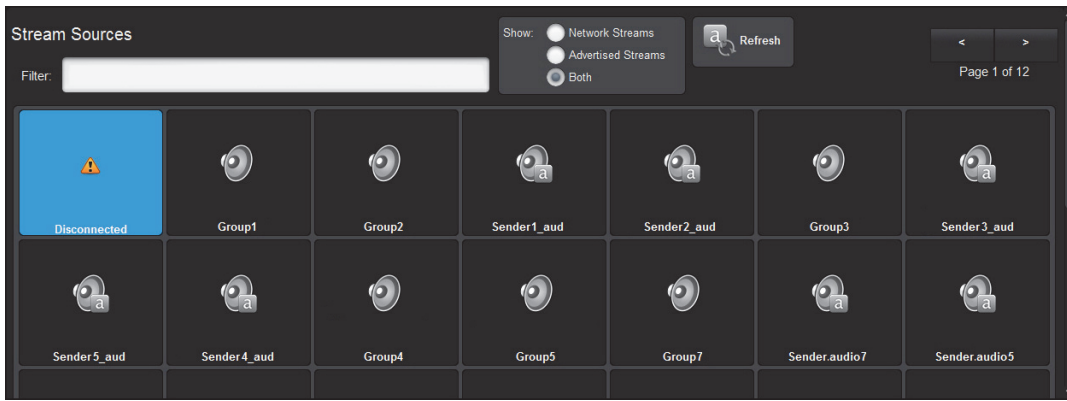 Stream Sources
Show:
Network Streams
Advertised Streams
Both
a
Refresh
<
>
Page 1 of 12
Filter:
Disconnected
Group1
Group2
a
Sender1_aud
a
Sender2_aud
Group3
a
Sender3_aud
a
Sender5_aud
a
Sender4_aud
Group4
Group5
Group7
a
Sender.audio7
a
Sender.audio5